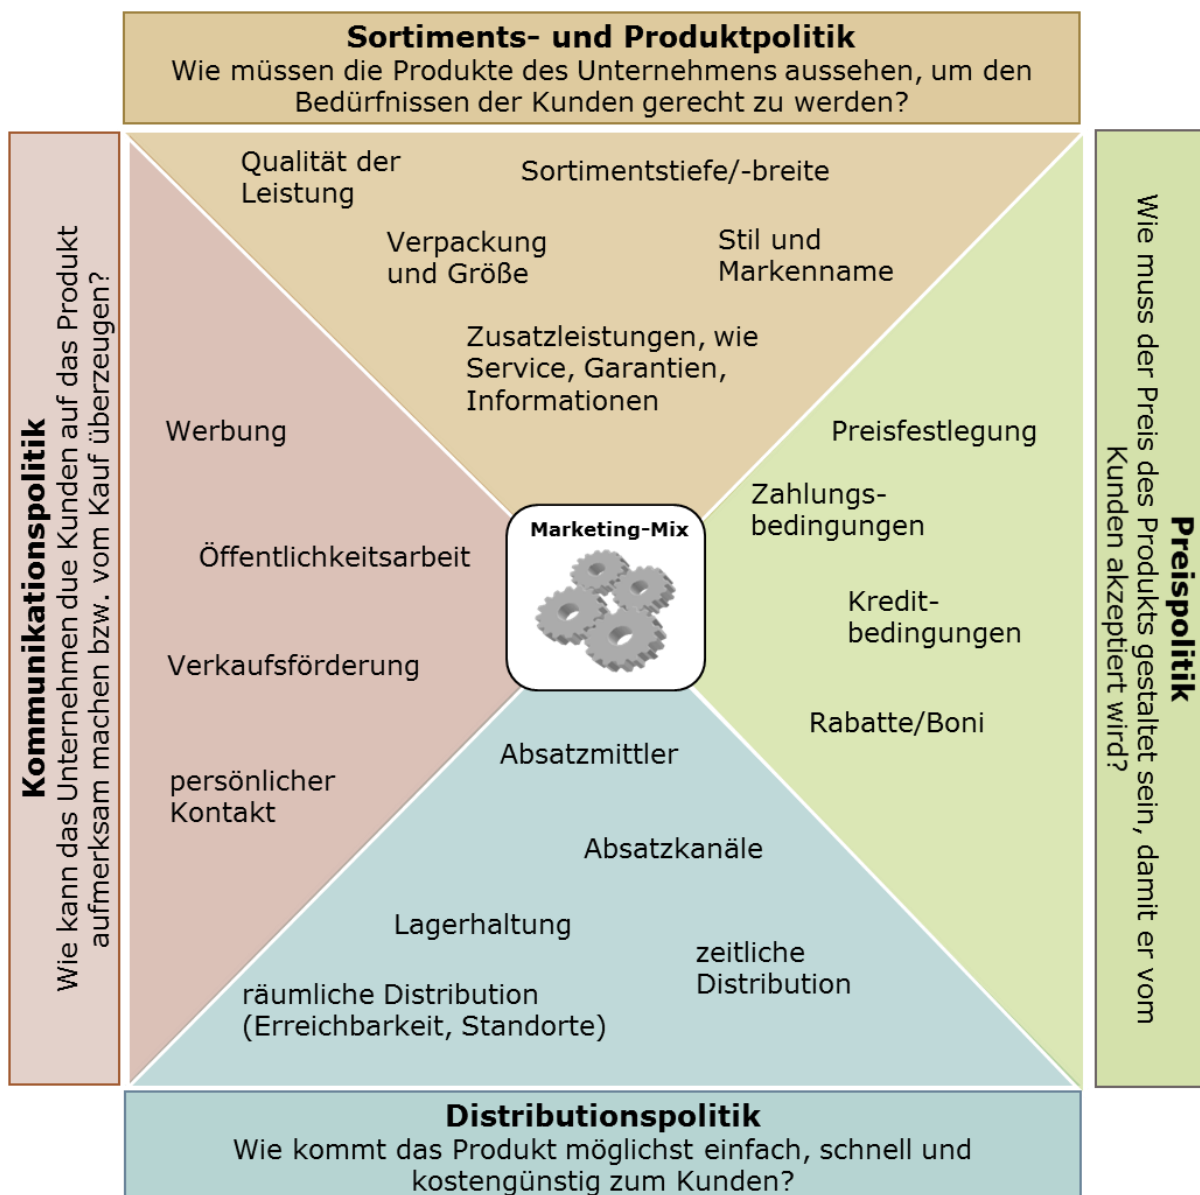 Sortiments- und Produktpolitik
Wie müssen die Produkte des Unternehmens aussehen, um den
Bedürfnissen der Kunden gerecht zu werden?
Kommunikationspolitik
Wie kann das Unternehmen due Kunden auf das Produkt
aufmerksam machen bzw. vom Kauf überzeugen?
Qualität der
Leistung
Sortimentstiefe/-breite
Verpackung
und Größe
Stil und
Markenname
Zusatzleistungen, wie
Service, Garantien,
Informationen
Werbung
Öffentlichkeitsarbeit
Verkaufsförderung
persönlicher
Kontakt
Marketing-Mix
Preisfestlegung
Zahlungs-
bedingungen
Kredit-
bedingungen
Rabatte/Boni
Preispolitik
Wie muss der Preis des Produkts gestaltet sein, damit er vom
Kunden akzeptiert wird?
Absatzmittler
Absatzkanäle
Lagerhaltung
zeitliche
Distribution
räumliche Distribution
(Erreichbarkeit, Standorte)
Distributionspolitik
Wie kommt das Produkt möglichst einfach, schnell und
kostengünstig zum Kunden?